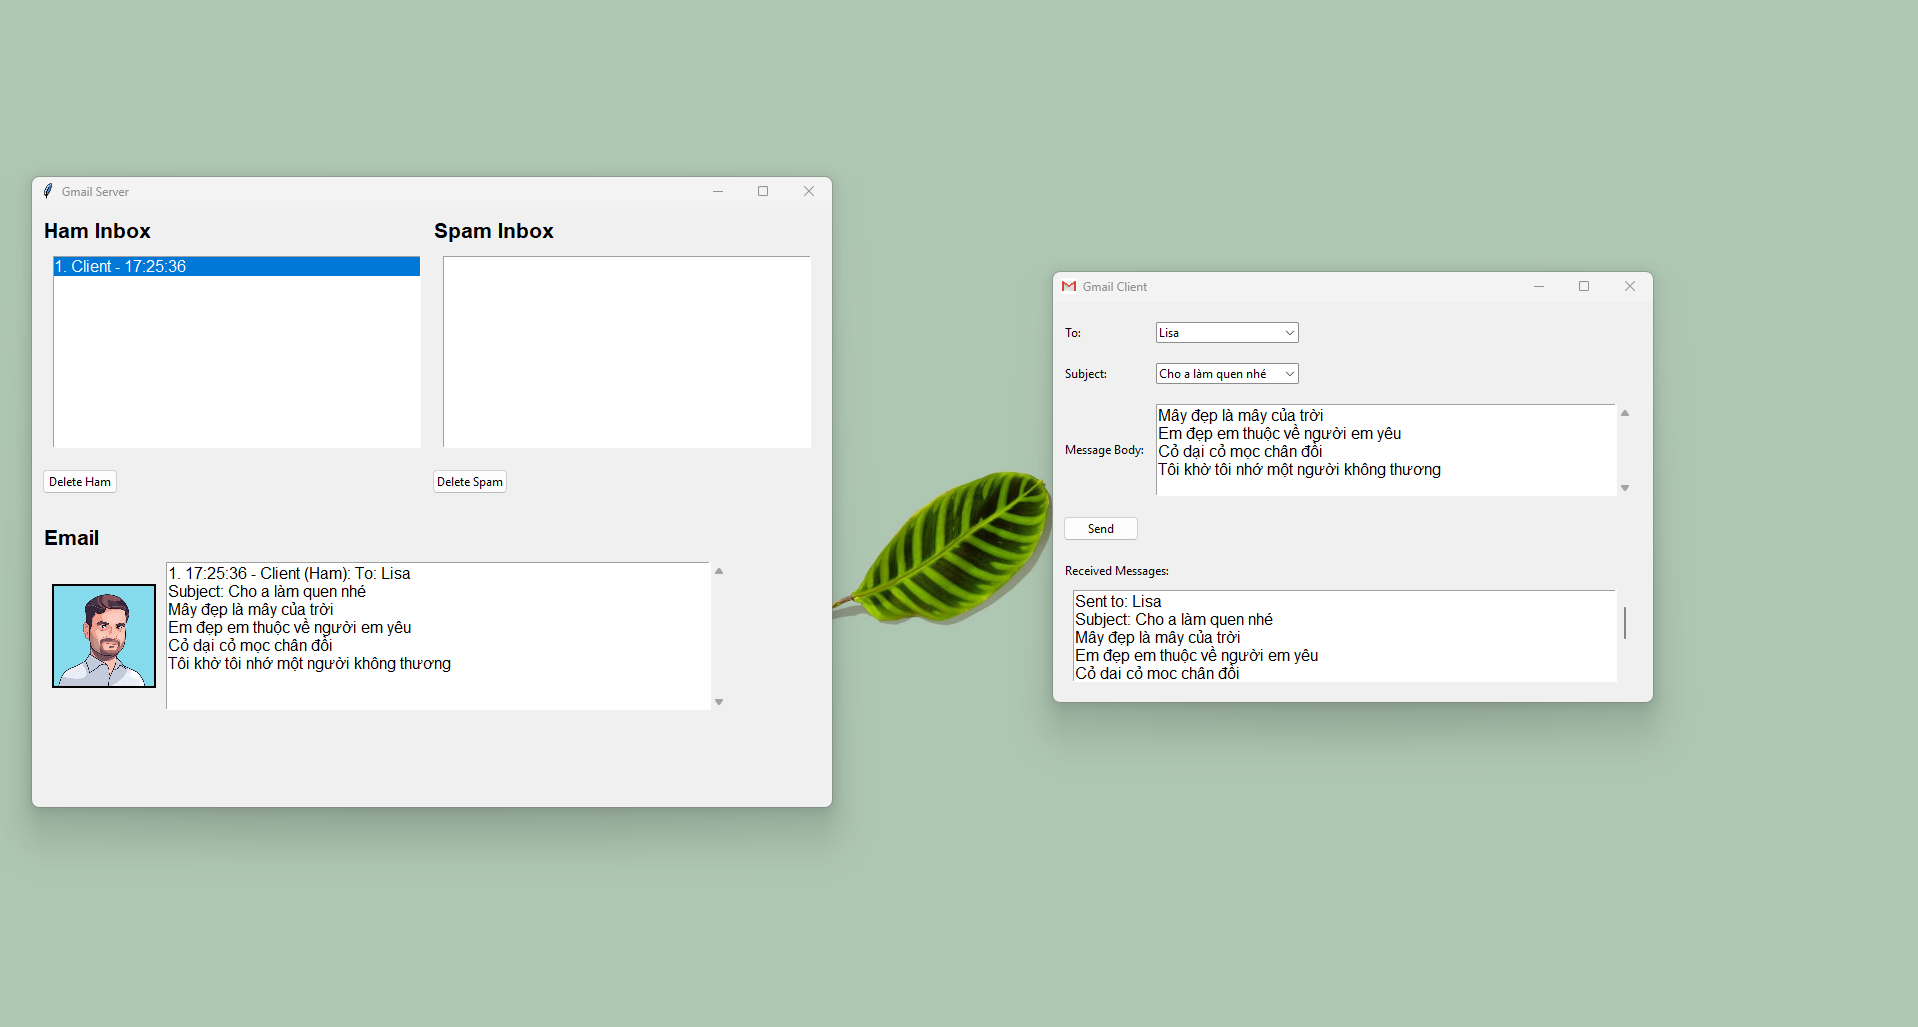 Gmail Server
Ham Inbox
Spam Inbox
1. Client - 17:25:36
Delete Ham
Delete Spam
Email
1. 17:25:36 - Client (Ham): To: Lisa
Subject: Cho a làm quen nhé
Mây đẹp là mây của trời
Em đẹp em thuộc về người em yêu
Cỏ dại cỏ mọc chân đồi
Tôi khờ tôi nhớ một người không thương
Gmail Client
To:
Lisa
Subject:
Cho a làm quen nhé
Message Body:
Mây đẹp là mây của trời
Em đẹp em thuộc về người em yêu
Cỏ dại cỏ mọc chân đồi
Tôi khờ tôi nhớ một người không thương
Send
Received Messages:
Sent to: Lisa
Subject: Cho a làm quen nhé
Mây đẹp là mây của trời
Em đẹp em thuộc về người em yêu
Cỏ dại cỏ mọc chân đồi